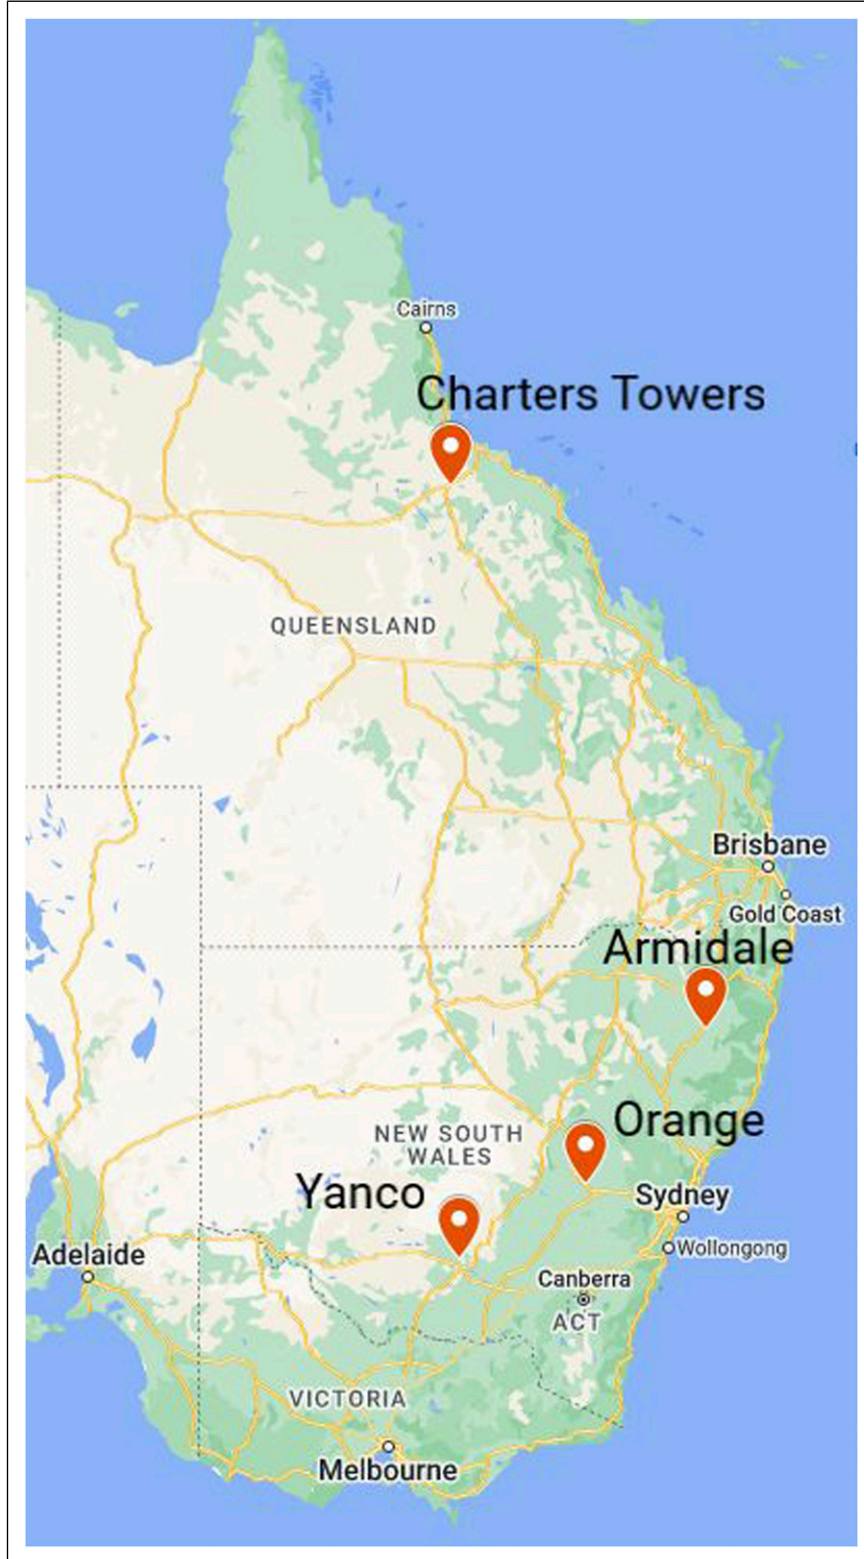 Cairns
Charters Towers
QUEENSLAND
Brisbane
Gold Coast
Armidale
Orange
NEW SOUTH
WALES
Yanco
Sydney
Adelaide
Wollongong
Canberra
ACT
VICTORIA
Melbourne